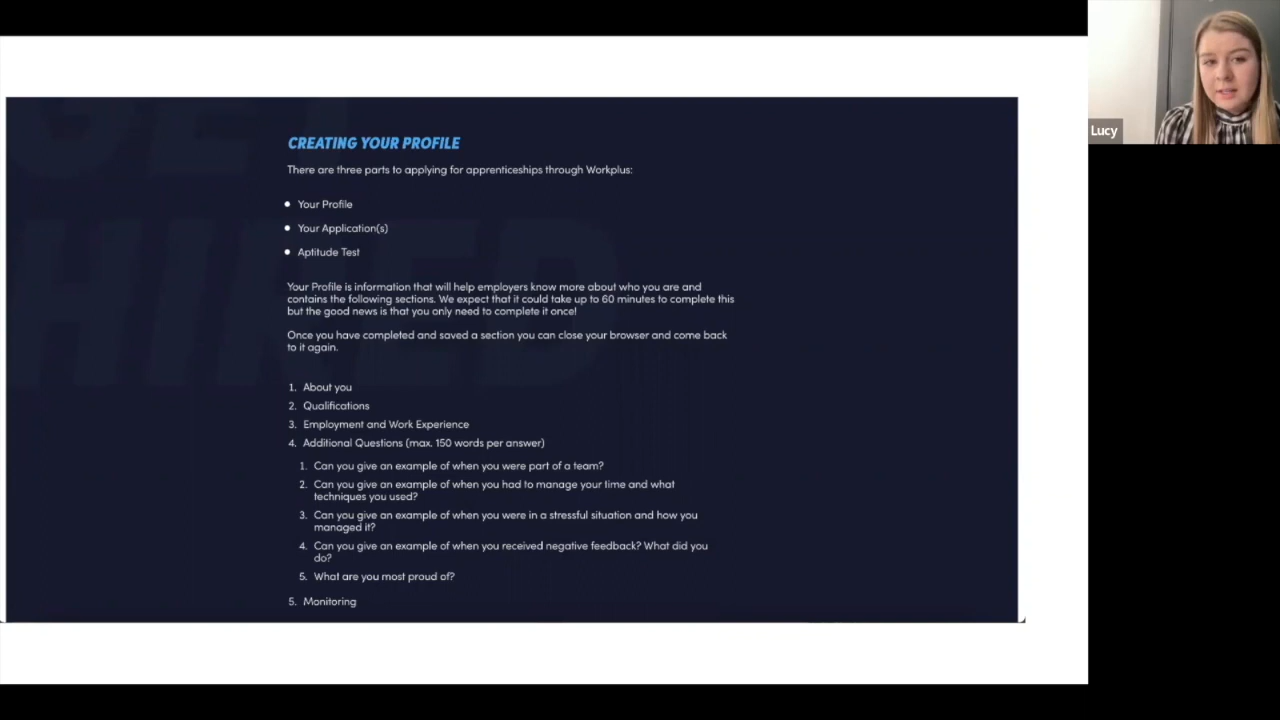 CREATING YOUR PROFILE
There are three parts to applying for apprenticeships through Workplus:
Your Profile
Your Application(s)
Aptitude Test
Your Profile is information that will help employers know more about who you are and
contains the following sections. We expect that it could take up to 60 minutes to complete this
but the good news is that you only need to complete it once!
Once you have completed and saved a section you can close your browser and come back
to it again.
1. About you
2. Qualifications
3. Employment and Work Experience
4. Additional Questions (max. 150 words per answer)
1. Can you give an example of when you were part of a team?
2. Can you give an example of when you had to manage your time and what
techniques you used?
3. Can you give an example of when you were in a stressful situation and how you
managed it?
4. Can you give an example of when you received negative feedback? What did you
do?
5. What are you most proud of?
5. Monitoring
GET
HIRED
Lucy